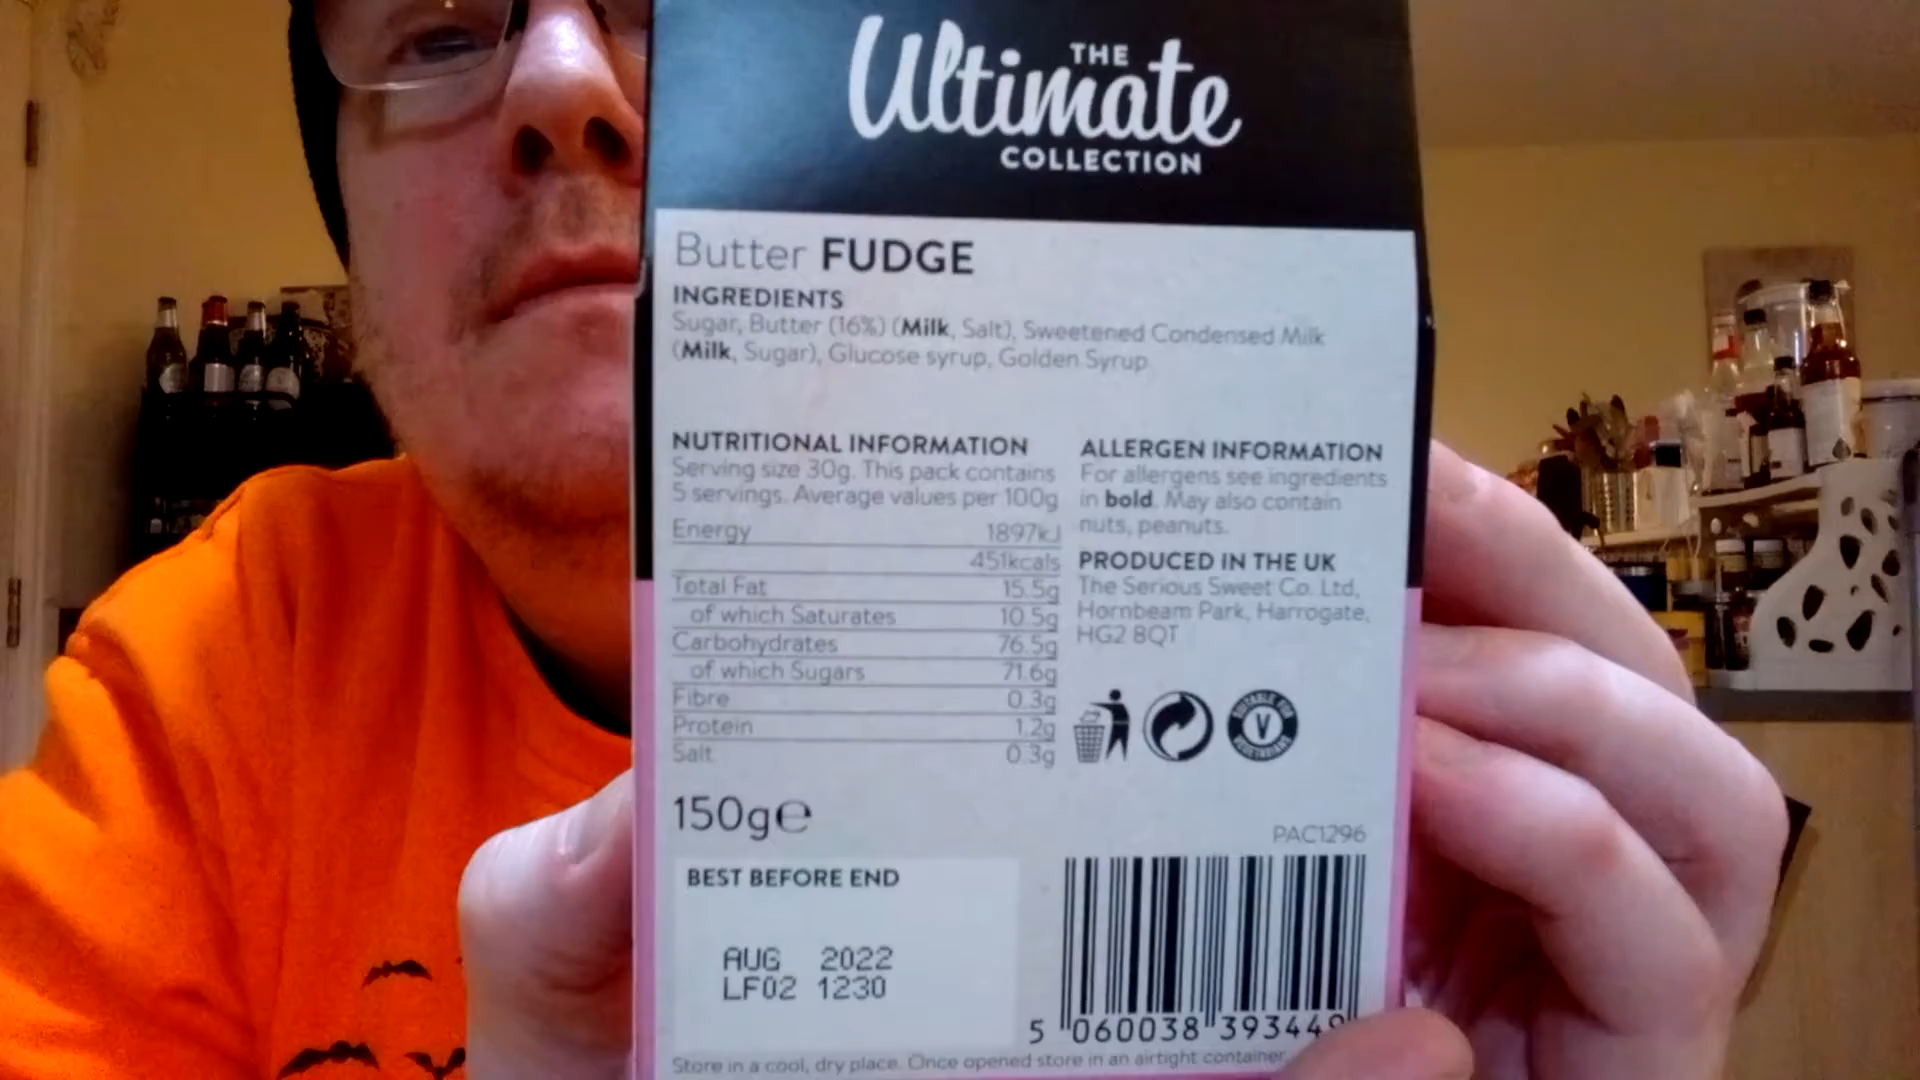 THE
Ultimate
COLLECTION
Butter FUDGE
INGREDIENTS
Sugar, Butter (16%) (Milk, Salt), Sweetened Condensed Milk
(Milk, Sugar), Glucose syrup, Golden Syrup
NUTRITIONAL INFORMATION
Serving size 30g. This pack contains
5 servings. Average values per 100g
Energy 1897kJ
451kcals
Total Fat 15.5g
of which Saturates 10.5g
Carbohydrates 76.5g
of which Sugars 71.6g
Fibre 0.3g
Protein 1.2g
Salt 0.3g
ALLERGEN INFORMATION
For allergens see ingredients
in bold. May also contain
nuts, peanuts.
PRODUCED IN THE UK
The Serious Sweet Co. Ltd,
Hornbeam Park, Harrogate,
HG2 8QT
SUITABLE FOR
V
VEGETARIANS
150g℮
PAC1296
BEST BEFORE END
AUG 2022
LF02 1230
5 060038 393449
Store in a cool, dry place. Once opened store in an airtight container.